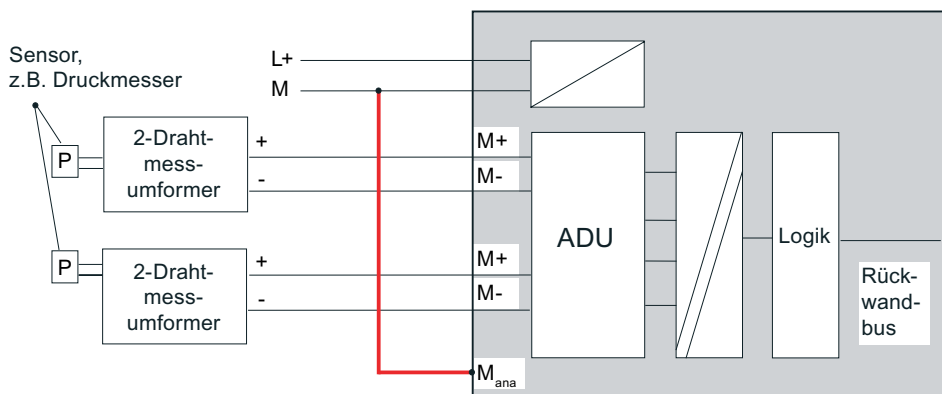 Sensor,
z.B. Druckmesser
L+
M
P
2-Draht-
mess-
umformer
+
-
M+
M-
P
2-Draht-
mess-
umformer
+
-
M+
M-
ADU
Logik
Rück-
wand-
bus
Mana